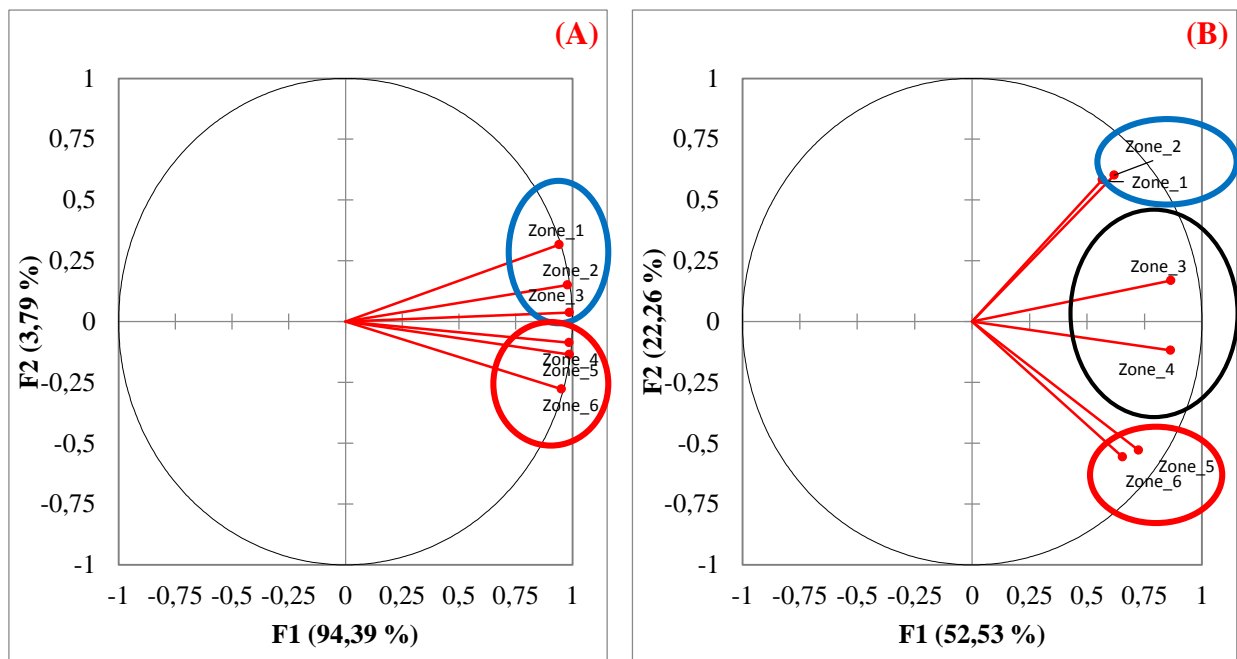 (A)
1
0,75
0,5
0,25
0
-0,25
-0,5
-0,75
-1
F2 (3,79 %)
Zone_1
Zone_2
Zone_3
Zone_4
Zone_5
Zone_6
-1 -0,75 -0,5 -0,25 0 0,25 0,5 0,75 1
F1 (94,39 %)
(B)
1
0,75
0,5
0,25
0
-0,25
-0,5
-0,75
-1
F2 (22,26 %)
Zone_2
Zone_1
Zone_3
Zone_4
Zone_5
Zone_6
-1 -0,75 -0,5 -0,25 0 0,25 0,5 0,75 1
F1 (52,53 %)